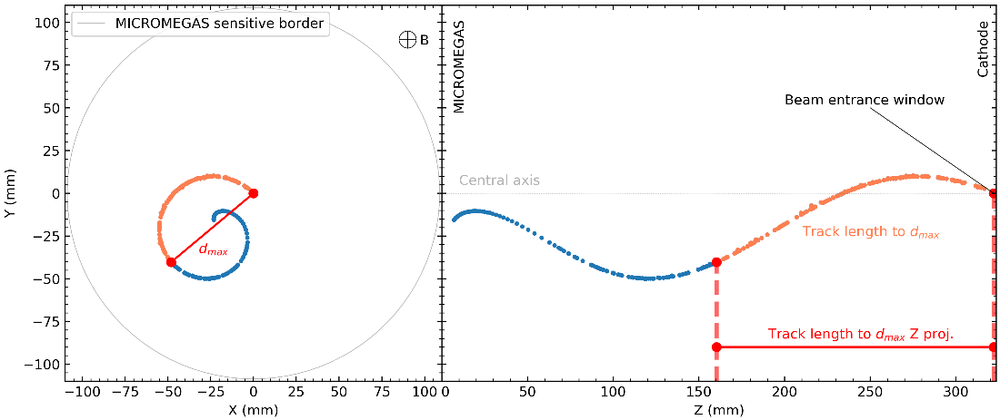 MICROMEGAS sensitive border
B
d_max
Y (mm)
100
75
50
25
0
−25
−50
−75
−100
−100 −75 −50 −25 0 25 50 75 100
X (mm)
MICROMEGAS
Cathode
Beam entrance window
Central axis
Track length to d_max
Track length to d_max Z proj.
0 50 100 150 200 250 300
Z (mm)